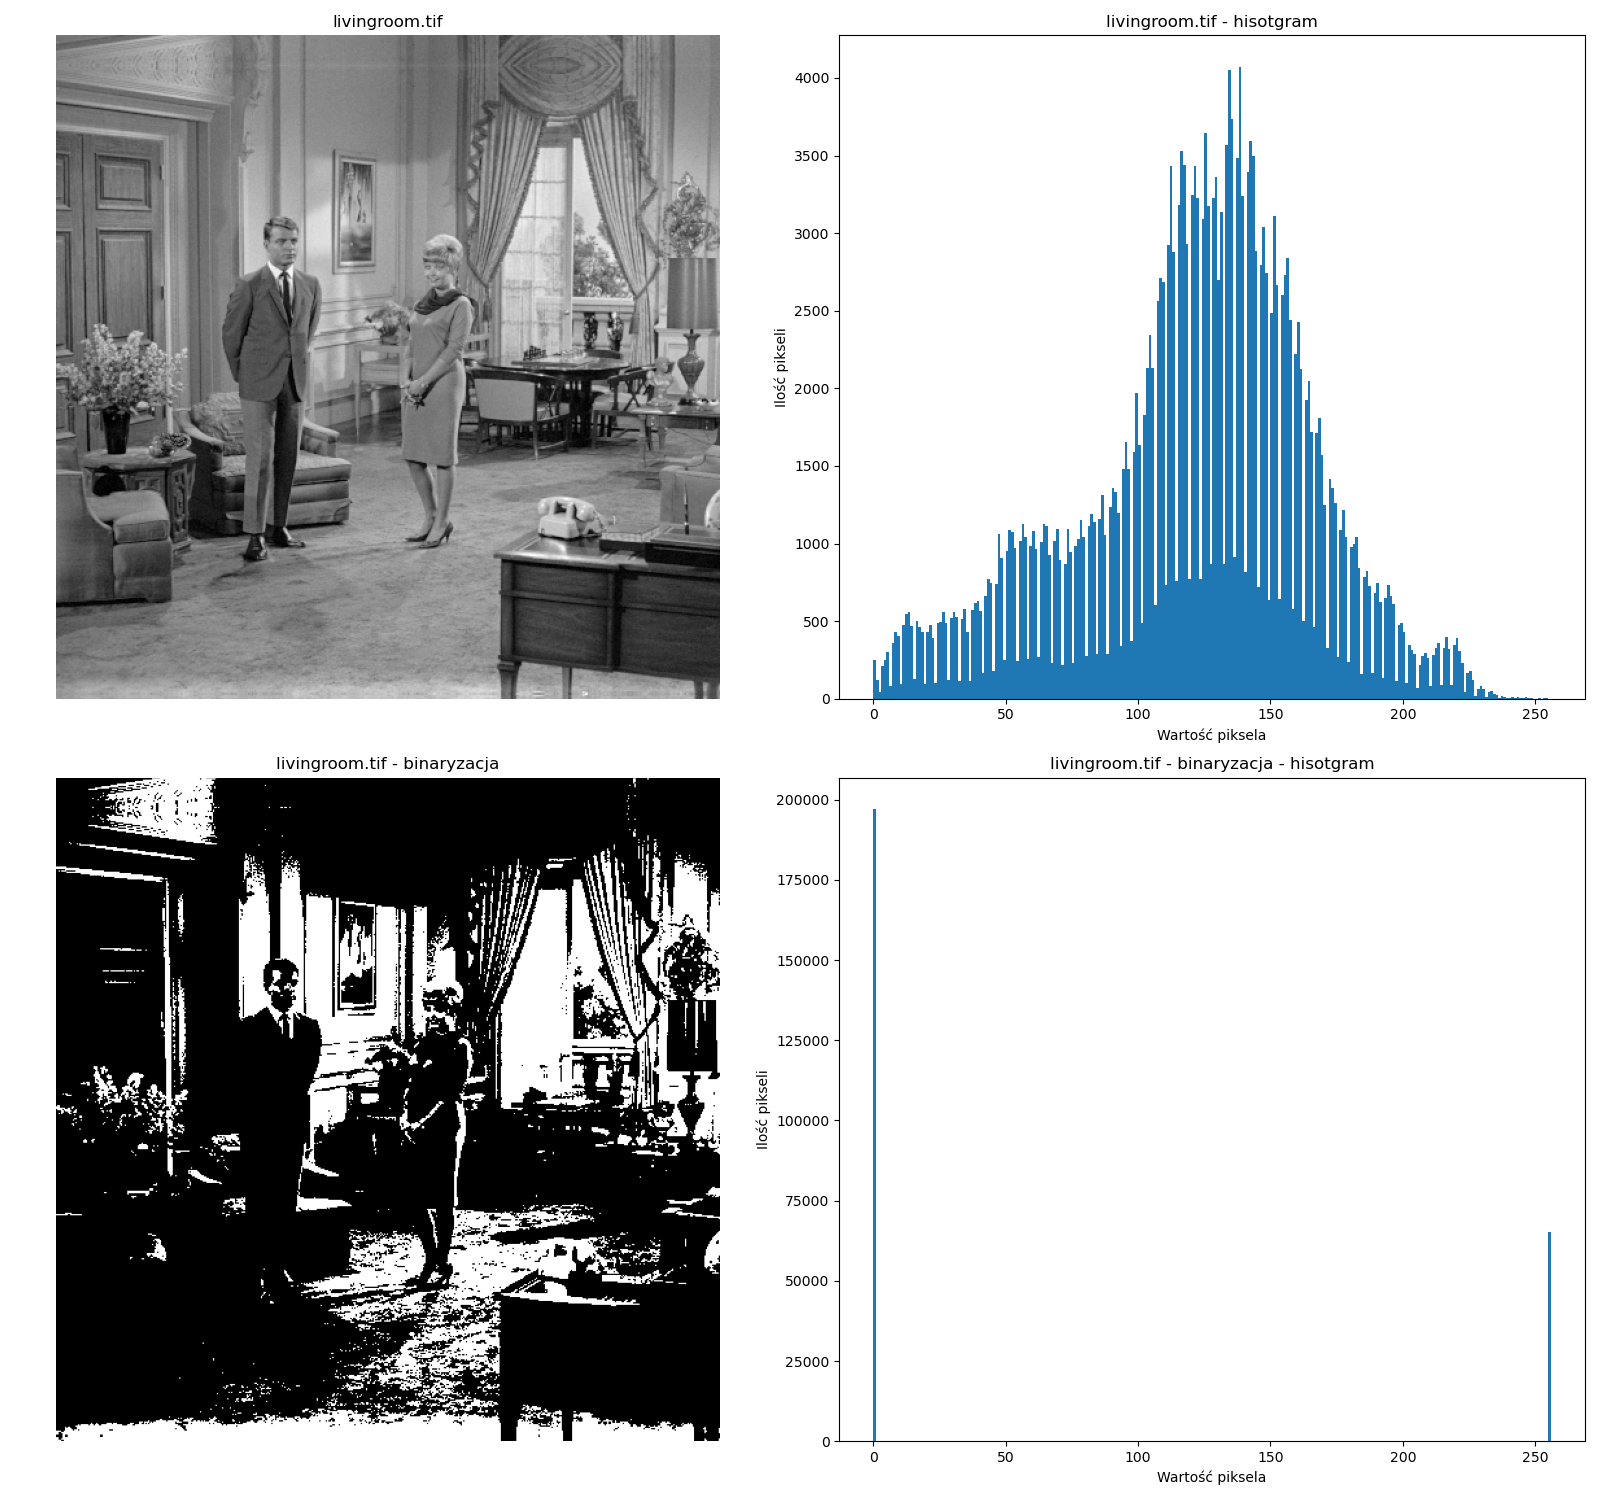 livingroom.tif
livingroom.tif - hisotgram
4000
3500
3000
2500
2000
1500
1000
500
0
Ilość pikseli
0 50 100 150 200 250
Wartość piksela
livingroom.tif - binaryzacja
livingroom.tif - binaryzacja - hisotgram
200000
175000
150000
125000
100000
75000
50000
25000
0
Ilość pikseli
0 50 100 150 200 250
Wartość piksela